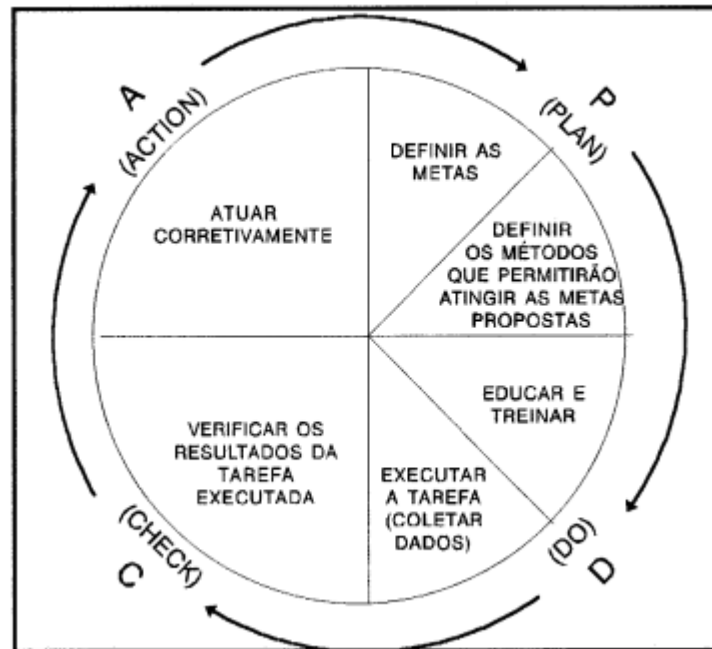 P
(PLAN)
DEFINIR AS
METAS
DEFINIR
OS MÉTODOS
QUE PERMITIRÃO
ATINGIR AS METAS
PROPOSTAS
D
(DO)
EDUCAR E
TREINAR
EXECUTAR
A TAREFA
(COLETAR
DADOS)
C
(CHECK)
VERIFICAR OS
RESULTADOS DA
TAREFA
EXECUTADA
A
(ACTION)
ATUAR
CORRETIVAMENTE